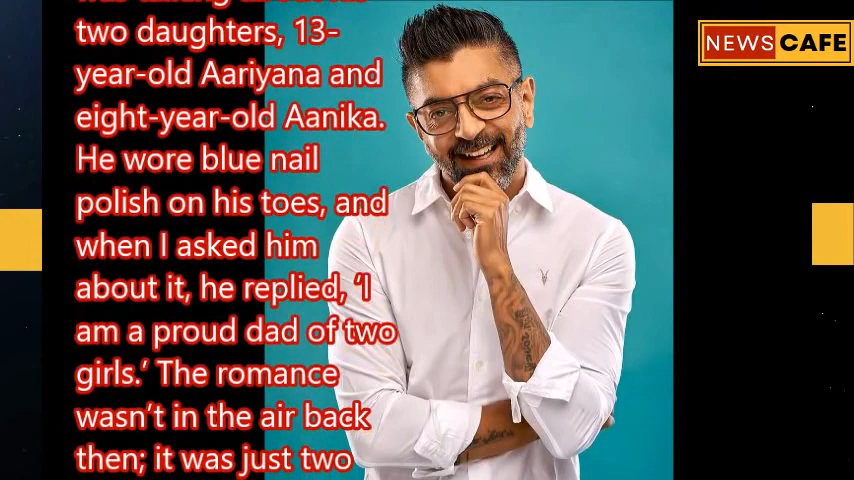 two daughters, 13-
year-old Aariyana and
eight-year-old Aanika.
He wore blue nail
polish on his toes, and
when I asked him
about it, he replied, ‘I
am a proud dad of two
girls.’ The romance
wasn’t in the air back
then; it was just two
NEWS CAFE